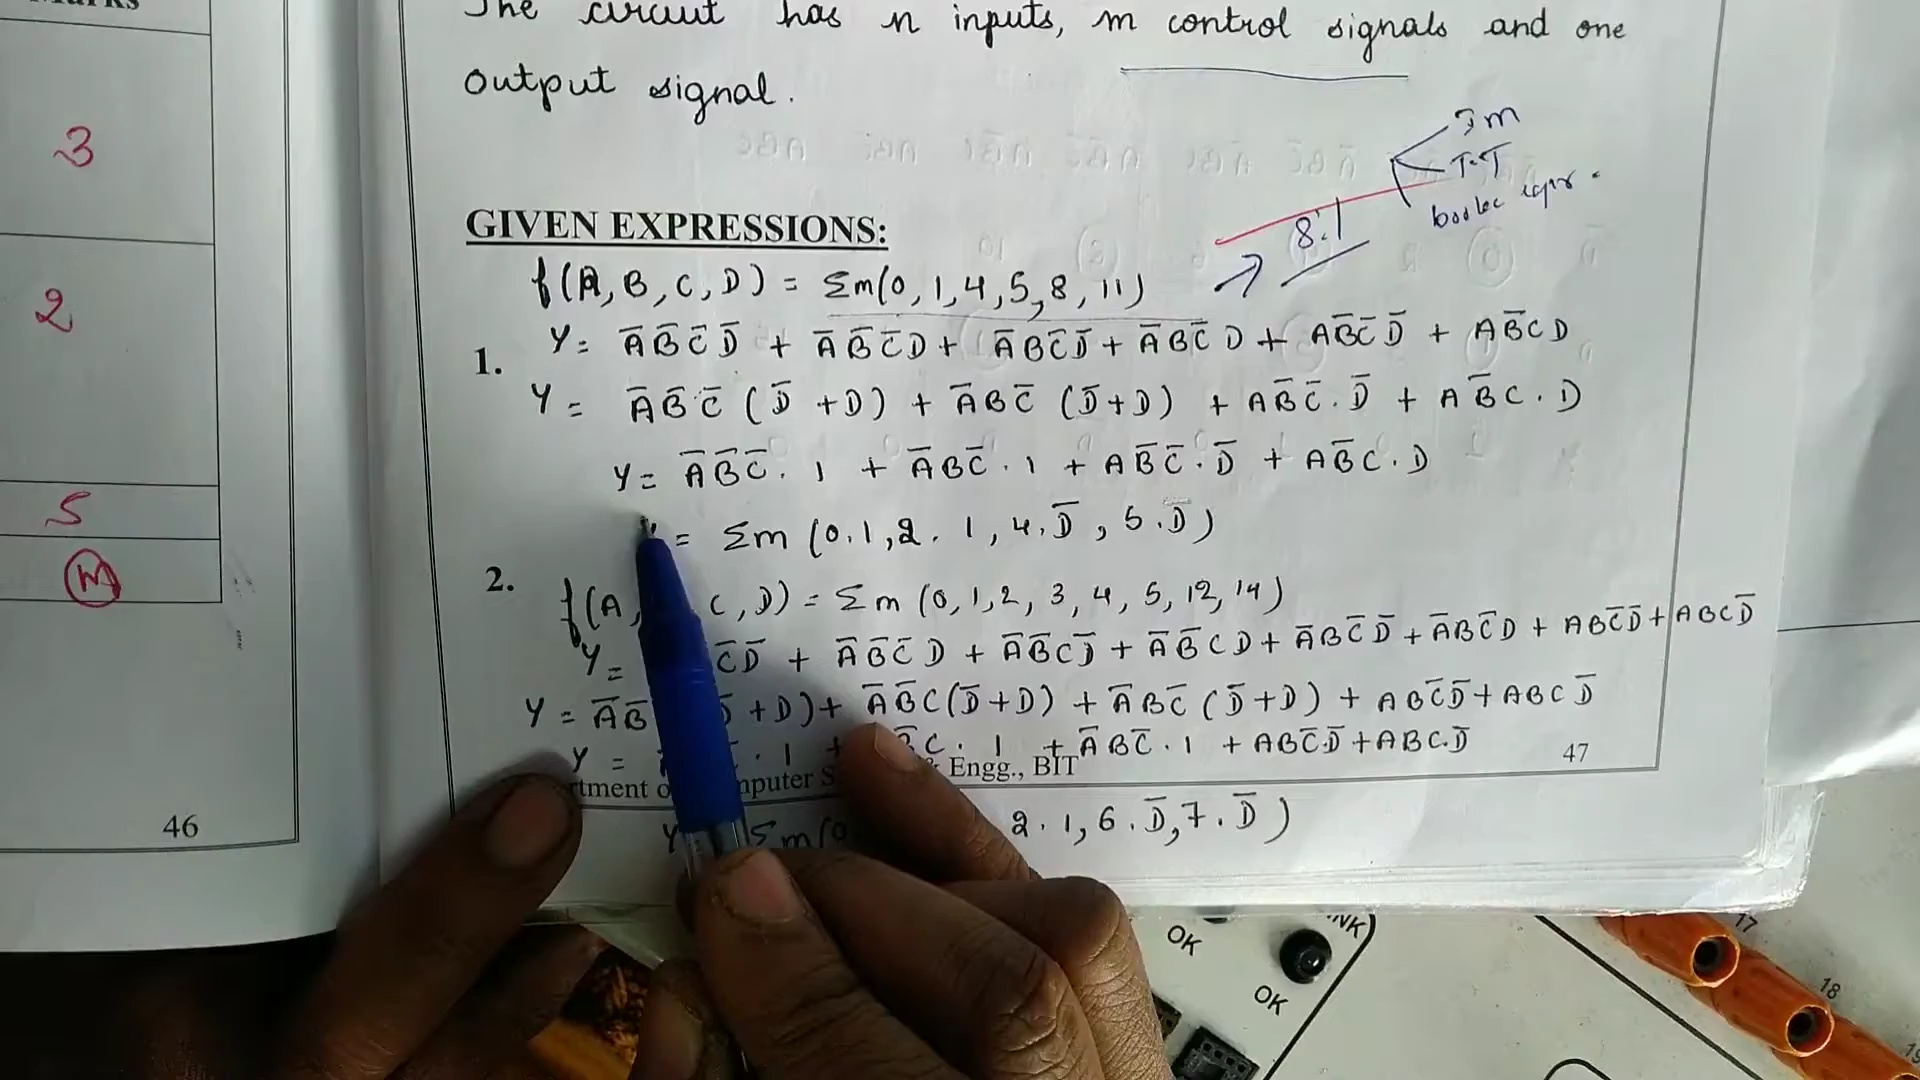 Marks
3
2
5
M
46
The circuit has n inputs, m control signals and one
output signal.
T.T
8:1
GIVEN EXPRESSIONS:
f(A,B,C,D) = Σm(0,1,4,5,8,11)
1.
Y= A̅B̅C̅D̅ + A̅B̅C̅D + A̅BC̅D̅ + A̅BC̅D + AB̅C̅D̅ + AB̅CD
Y = A̅B̅C̅(D̅+D) + A̅BC̅(D̅+D) + AB̅C̅.D̅ + AB̅C.D
Y= A̅B̅C̅.1 + A̅BC̅.1 + AB̅C̅.D̅ + AB̅C.D
= Σm(0.1,2.1,4.D̅,5.D̅)
2.
f(A, C,D) = Σm(0,1,2,3,4,5,12,14)
Y= C̅D̅ + A̅B̅C̅D + A̅B̅CD̅ + A̅B̅CD + A̅BC̅D̅ + A̅BC̅D + ABC̅D̅ + ABCD̅
Y = A̅B̅ +D)+ A̅B̅C(D̅+D) + A̅BC̅(D̅+D) + ABC̅D̅ + ABCD̅
Y = .1 + B̅C.1 + A̅BC̅.1 + ABC̅.D̅ + ABC.D̅
Engg., BIT
47
Σm(0 2.1,6.D̅,7.D̅)
OK
OK
17
18